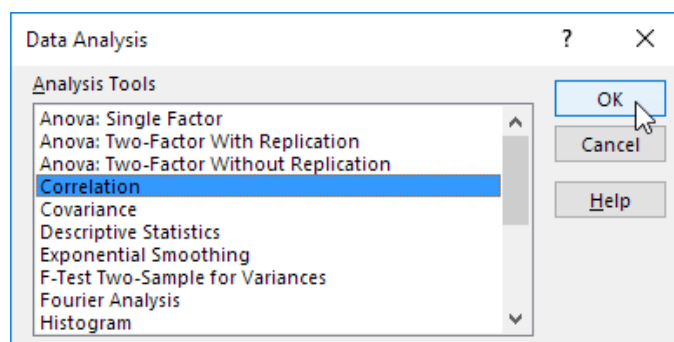 Data Analysis ?
Analysis Tools
Anova: Single Factor
Anova: Two-Factor With Replication
Anova: Two-Factor Without Replication
Correlation
Covariance
Descriptive Statistics
Exponential Smoothing
F-Test Two-Sample for Variances
Fourier Analysis
Histogram
OK
Cancel
Help